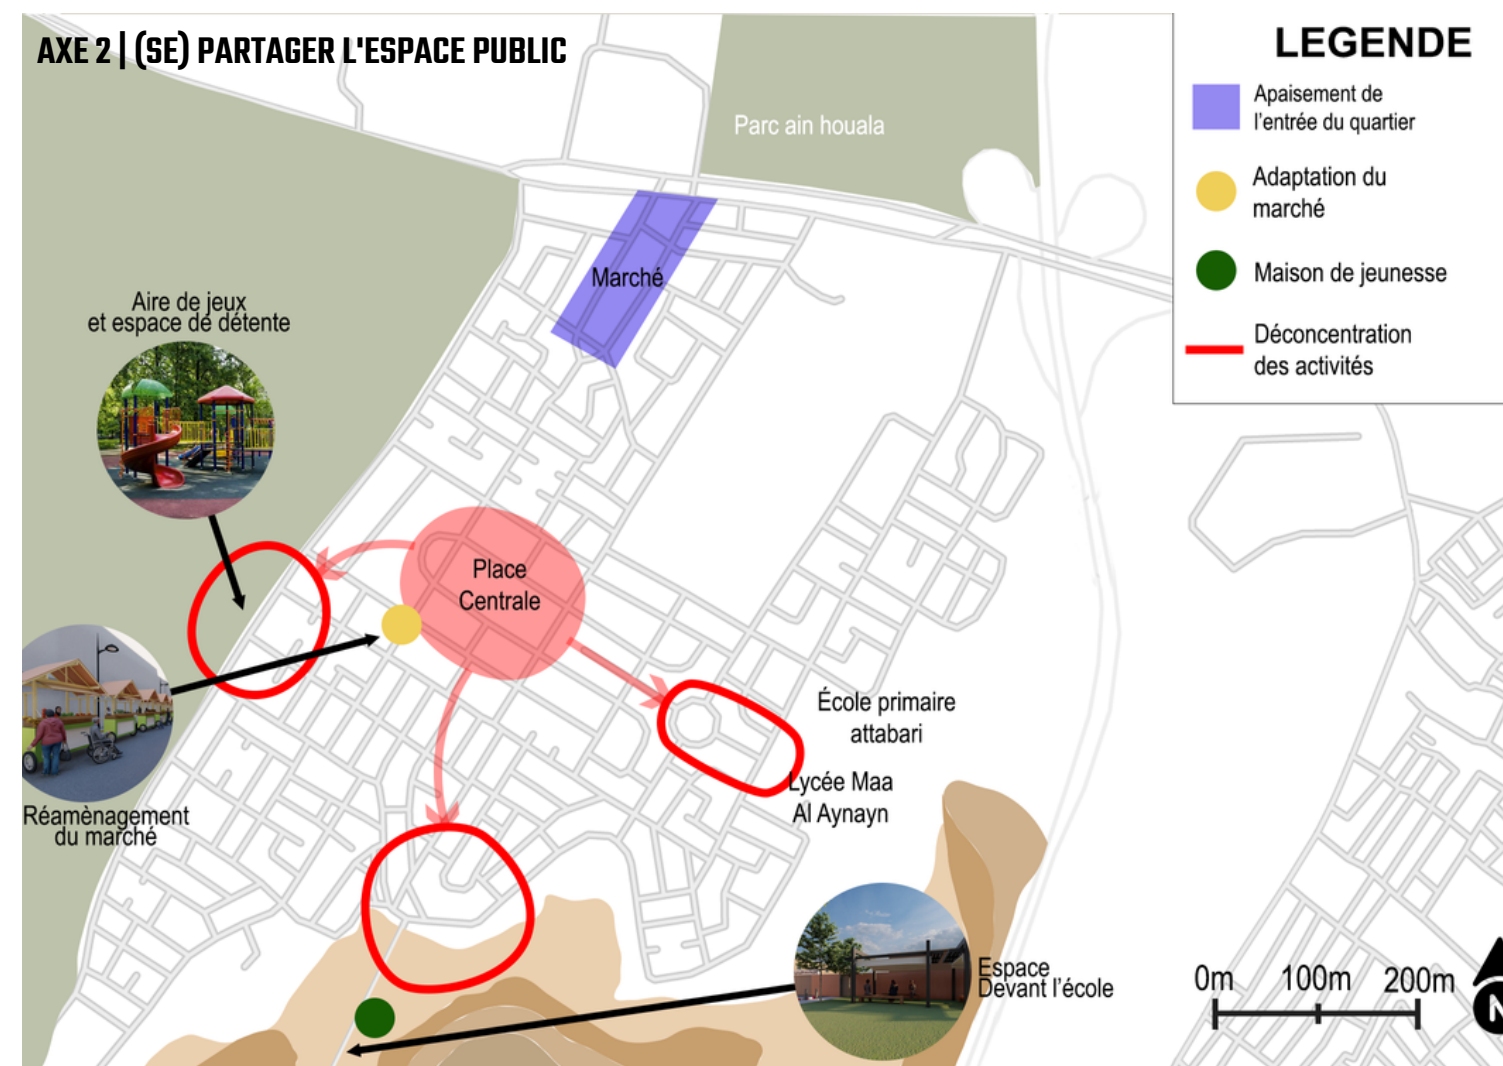 AXE 2 | (SE) PARTAGER L'ESPACE PUBLIC
LEGENDE
Apaisement de
l'entrée du quartier
Adaptation du
marché
Maison de jeunesse
Déconcentration
des activités
Parc ain houala
Marché
Aire de jeux
et espace de détente
Place
Centrale
École primaire
attabari
Lycée Maa
Al Aynayn
Réamènagement
du marché
Espace
Devant l'école
0m 100m 200m
N